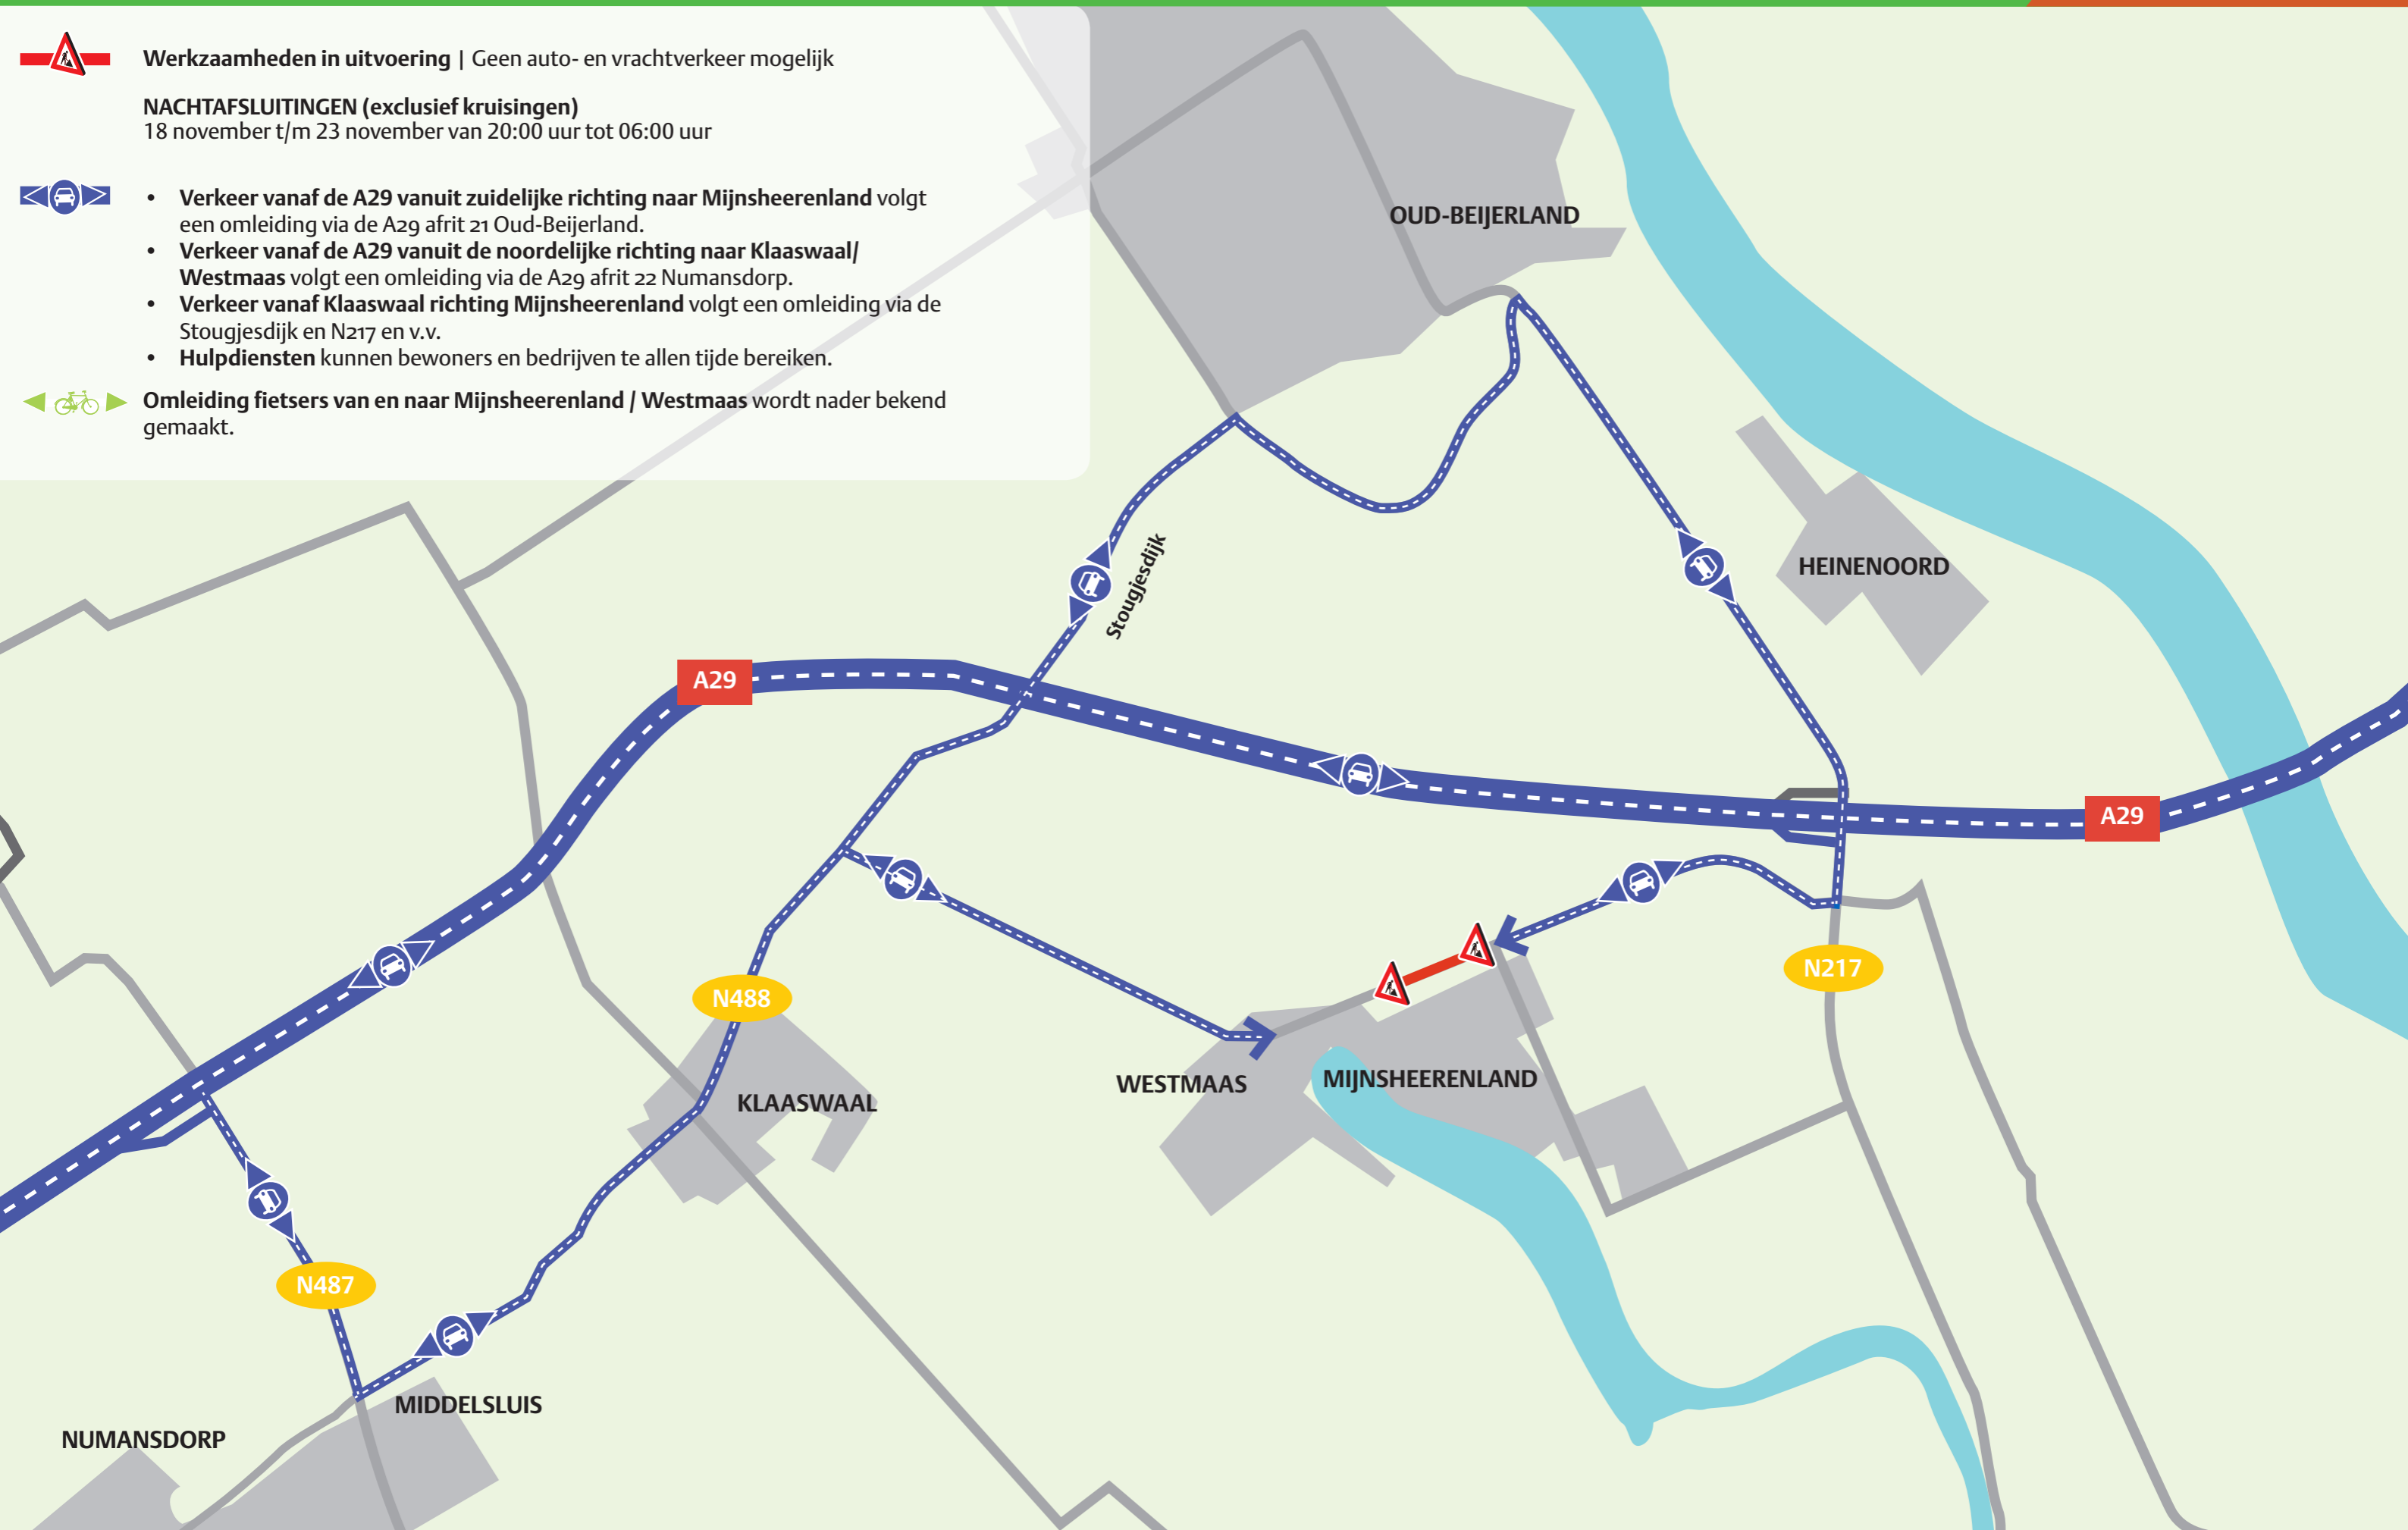 Werkzaamheden in uitvoering | Geen auto- en vrachtverkeer mogelijk
NACHTAFSLUITINGEN (exclusief kruisingen)
18 november t/m 23 november van 20:00 uur tot 06:00 uur
• Verkeer vanaf de A29 vanuit zuidelijke richting naar Mijnsheerenland volgt
een omleiding via de A29 afrit 21 Oud-Beijerland.
• Verkeer vanaf de A29 vanuit de noordelijke richting naar Klaaswaal/
Westmaas volgt een omleiding via de A29 afrit 22 Numansdorp.
• Verkeer vanaf Klaaswaal richting Mijnsheerenland volgt een omleiding via de
Stougjesdijk en N217 en v.v.
• Hulpdiensten kunnen bewoners en bedrijven te allen tijde bereiken.
Omleiding fietsers van en naar Mijnsheerenland / Westmaas wordt nader bekend
gemaakt.
OUD-BEIJERLAND
HEINENOORD
Stougjesdijk
A29
A29
N217
N488
WESTMAAS
MIJNSHEERENLAND
KLAASWAAL
N487
MIDDELSLUIS
NUMANSDORP